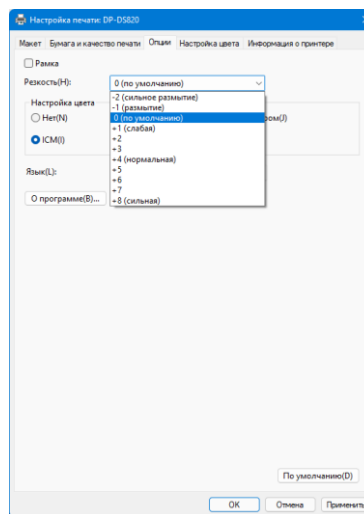 Настройка печати: DP-DS820
Макет Бумага и качество печати Опции Настройка цвета Информация о принтере
Рамка
Резкость(H): 0 (по умолчанию)
-2 (сильное размытие)
-1 (размытие)
0 (по умолчанию)
+1 (слабая)
+2
+3
+4 (нормальная)
+5
+6
+7
+8 (сильная)
Настройка цвета
Нет(N)
ром(J)
ICM(I)
Язык(L):
О программе(B)...
По умолчанию(D)
OK Отмена Применить